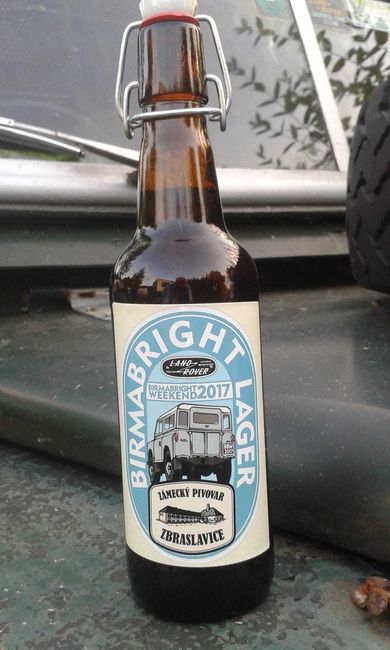 BIRMABRIGHT LAGER
LAND
ROVER
BIRMABRIGHT
WEEKEND 2017
ZÁMECKÝ PIVOVAR
ZBRASLAVICE